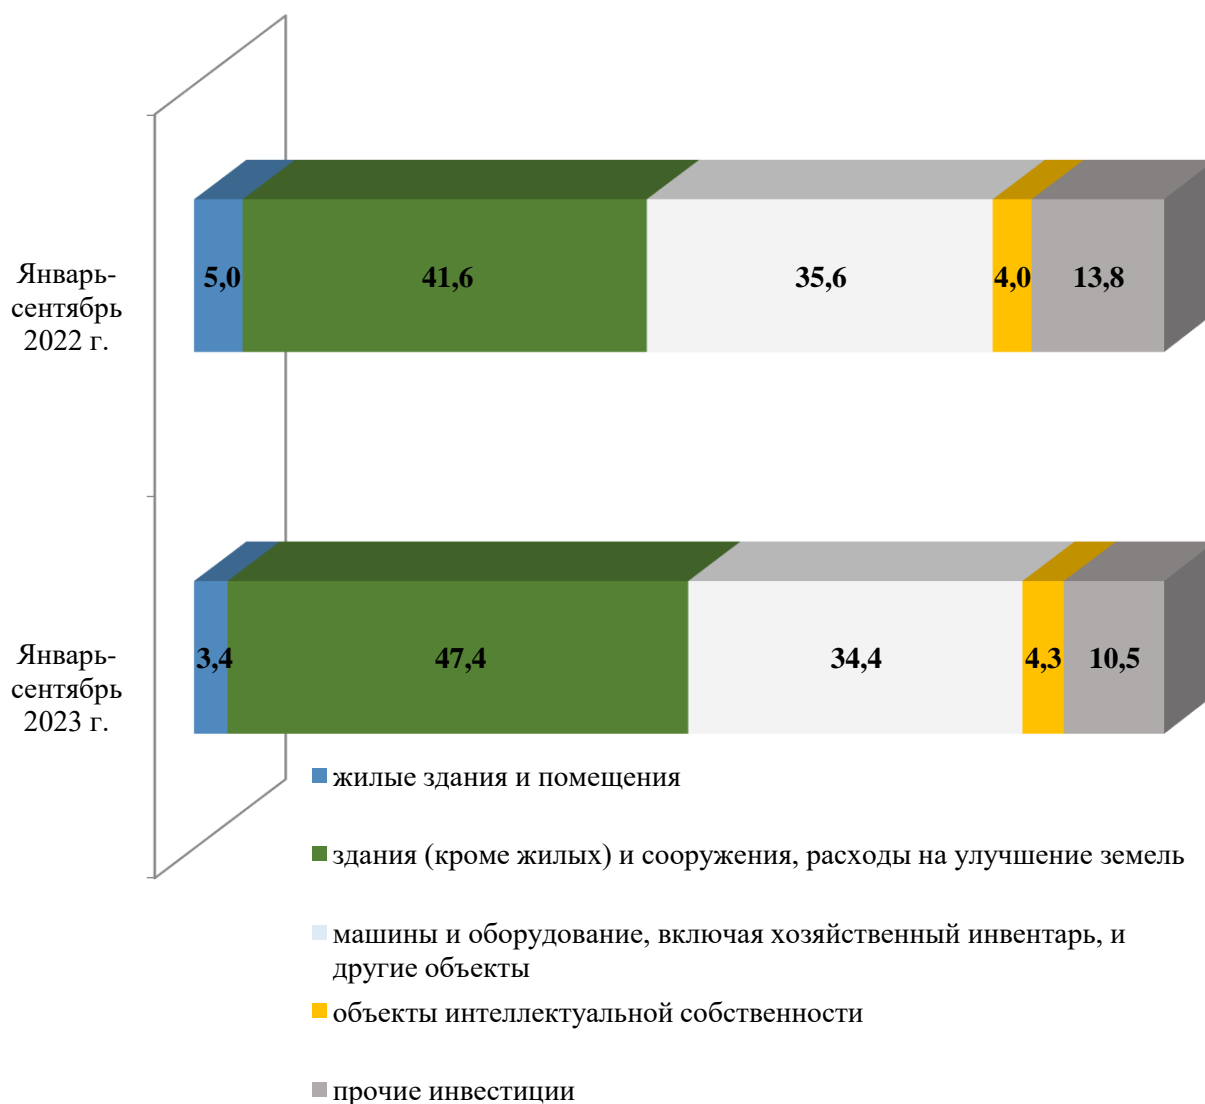 Январь-
сентябрь
2022 г.
5,0 41,6 35,6 4,0 13,8
Январь-
сентябрь
2023 г.
3,4 47,4 34,4 4,3 10,5
жилые здания и помещения
здания (кроме жилых) и сооружения, расходы на улучшение земель
машины и оборудование, включая хозяйственный инвентарь, и
другие объекты
объекты интеллектуальной собственности
прочие инвестиции